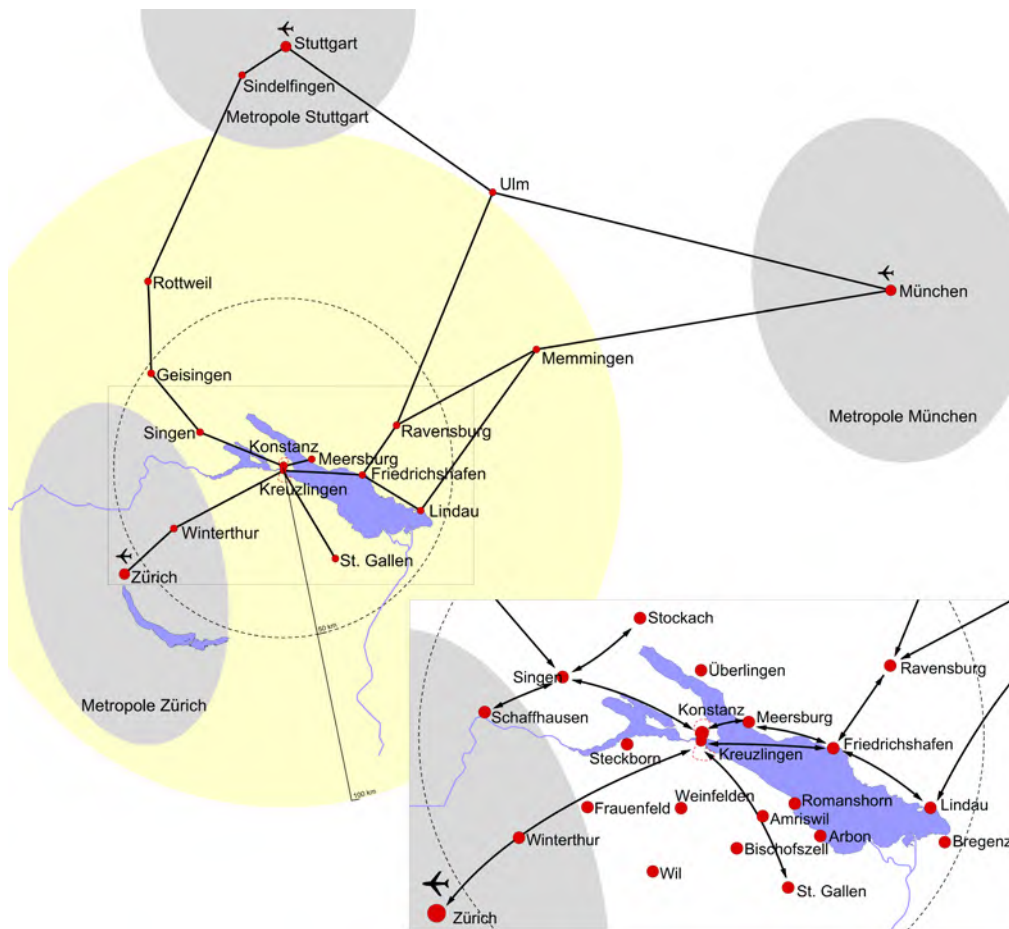 Stuttgart
Sindelfingen
Metropole Stuttgart
Ulm
Rottweil
München
Memmingen
Geisingen
Metropole München
Ravensburg
Singen
Konstanz
Meersburg
Friedrichshafen
Kreuzlingen
Lindau
Winterthur
St. Gallen
Zürich
50 km
Metropole Zürich
100 km
Stockach
Ravensburg
Singen
Überlingen
Konstanz
Schaffhausen
Meersburg
Friedrichshafen
Steckborn
Kreuzlingen
Weinfelden
Romanshorn
Lindau
Frauenfeld
Amriswil
Winterthur
Arbon
Bregenz
Bischofszell
Wil
St. Gallen
Zürich